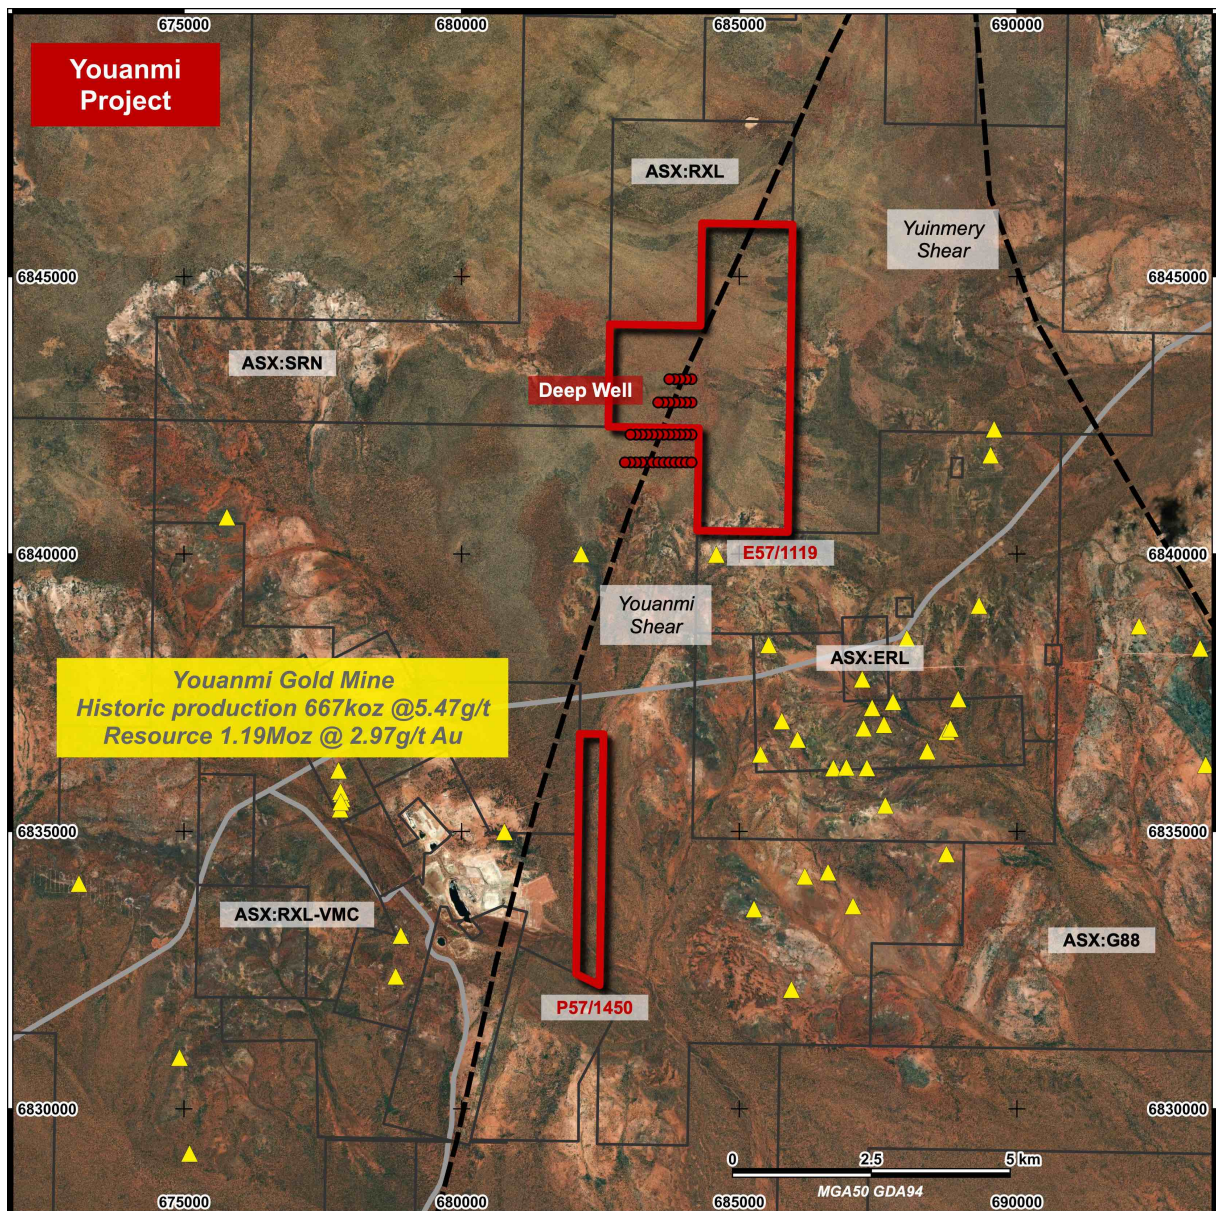 675000
680000
685000
690000
Youanmi
Project
ASX:RXL
Yuinmery
Shear
6845000
6845000
ASX:SRN
Deep Well
6840000
E57/1119
6840000
Youanmi
Shear
ASX:ERL
Youanmi Gold Mine
Historic production 667koz @5.47g/t
Resource 1.19Moz @ 2.97g/t Au
6835000
6835000
ASX:RXL-VMC
ASX:G88
P57/1450
6830000
6830000
0 2.5 5 km
MGA50 GDA94
675000
680000
685000
690000